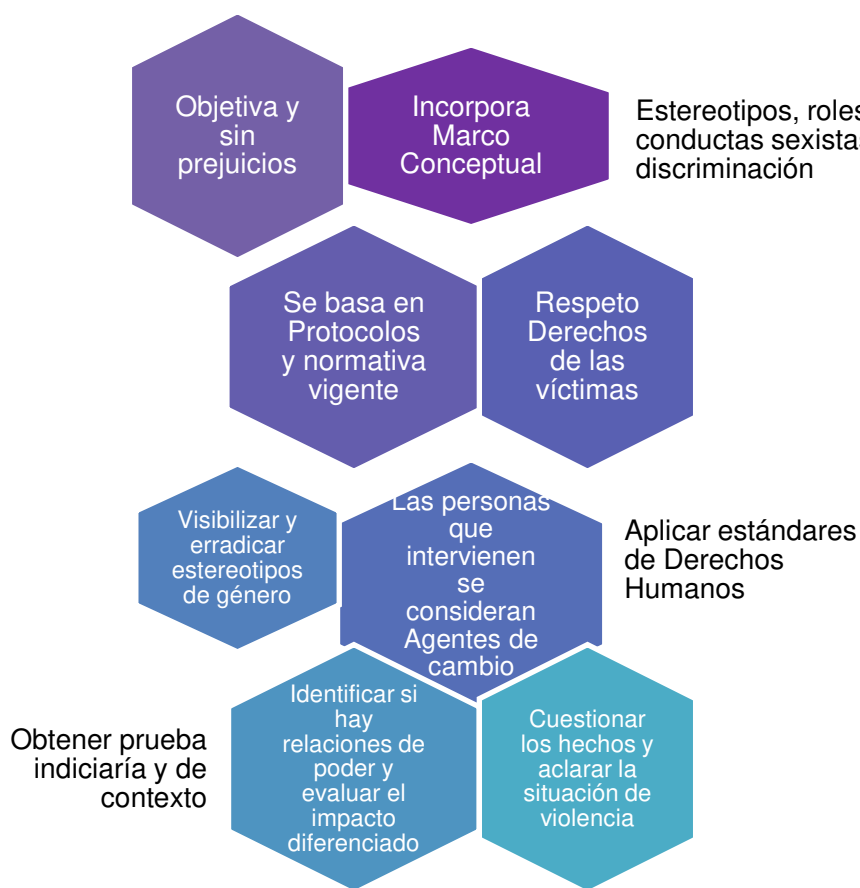 Objetiva y
sin
prejuicios
Incorpora
Marco
Conceptual
Estereotipos, roles
conductas sexistas
discriminación
Se basa en
Protocolos
y normativa
vigente
Respeto
Derechos
de las
víctimas
Visibilizar y
erradicar
estereotipos
de género
Las personas
que
intervienen
se
consideran
Agentes de
cambio
Aplicar estándares
de Derechos
Humanos
Obtener prueba
indiciaría y de
contexto
Identificar si
hay
relaciones de
poder y
evaluar el
impacto
diferenciado
Cuestionar
los hechos y
aclarar la
situación de
violencia